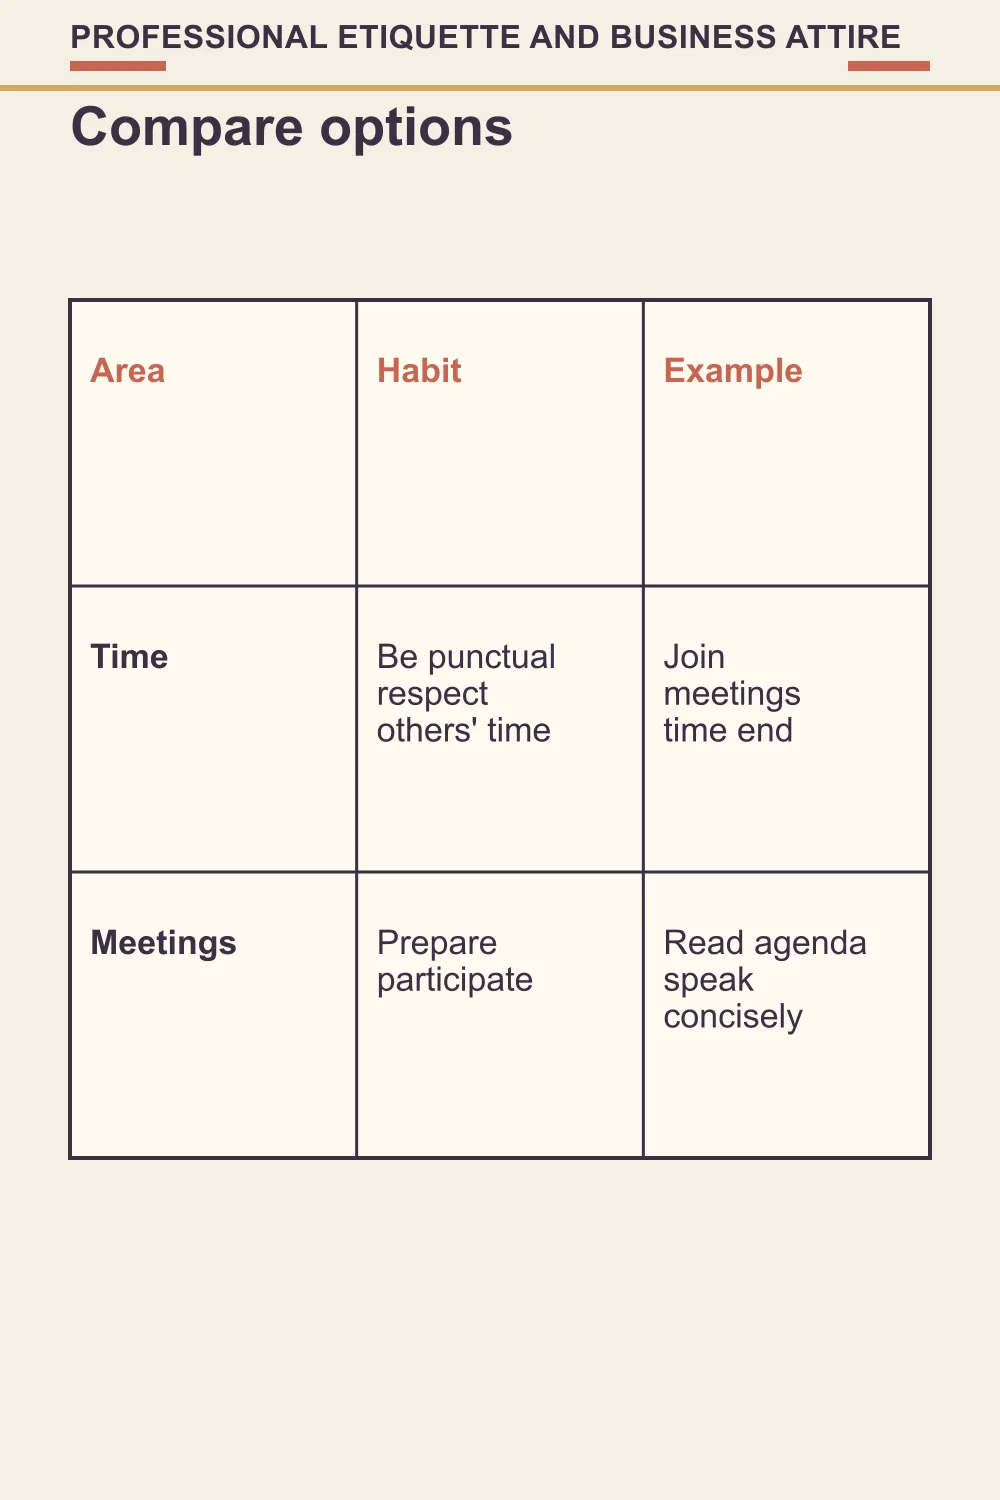 PROFESSIONAL ETIQUETTE AND BUSINESS ATTIRE
Compare options
Area
Habit
Example
Time
Be punctual
respect
others' time
Join
meetings
time end
Meetings
Prepare
participate
Read agenda
speak
concisely